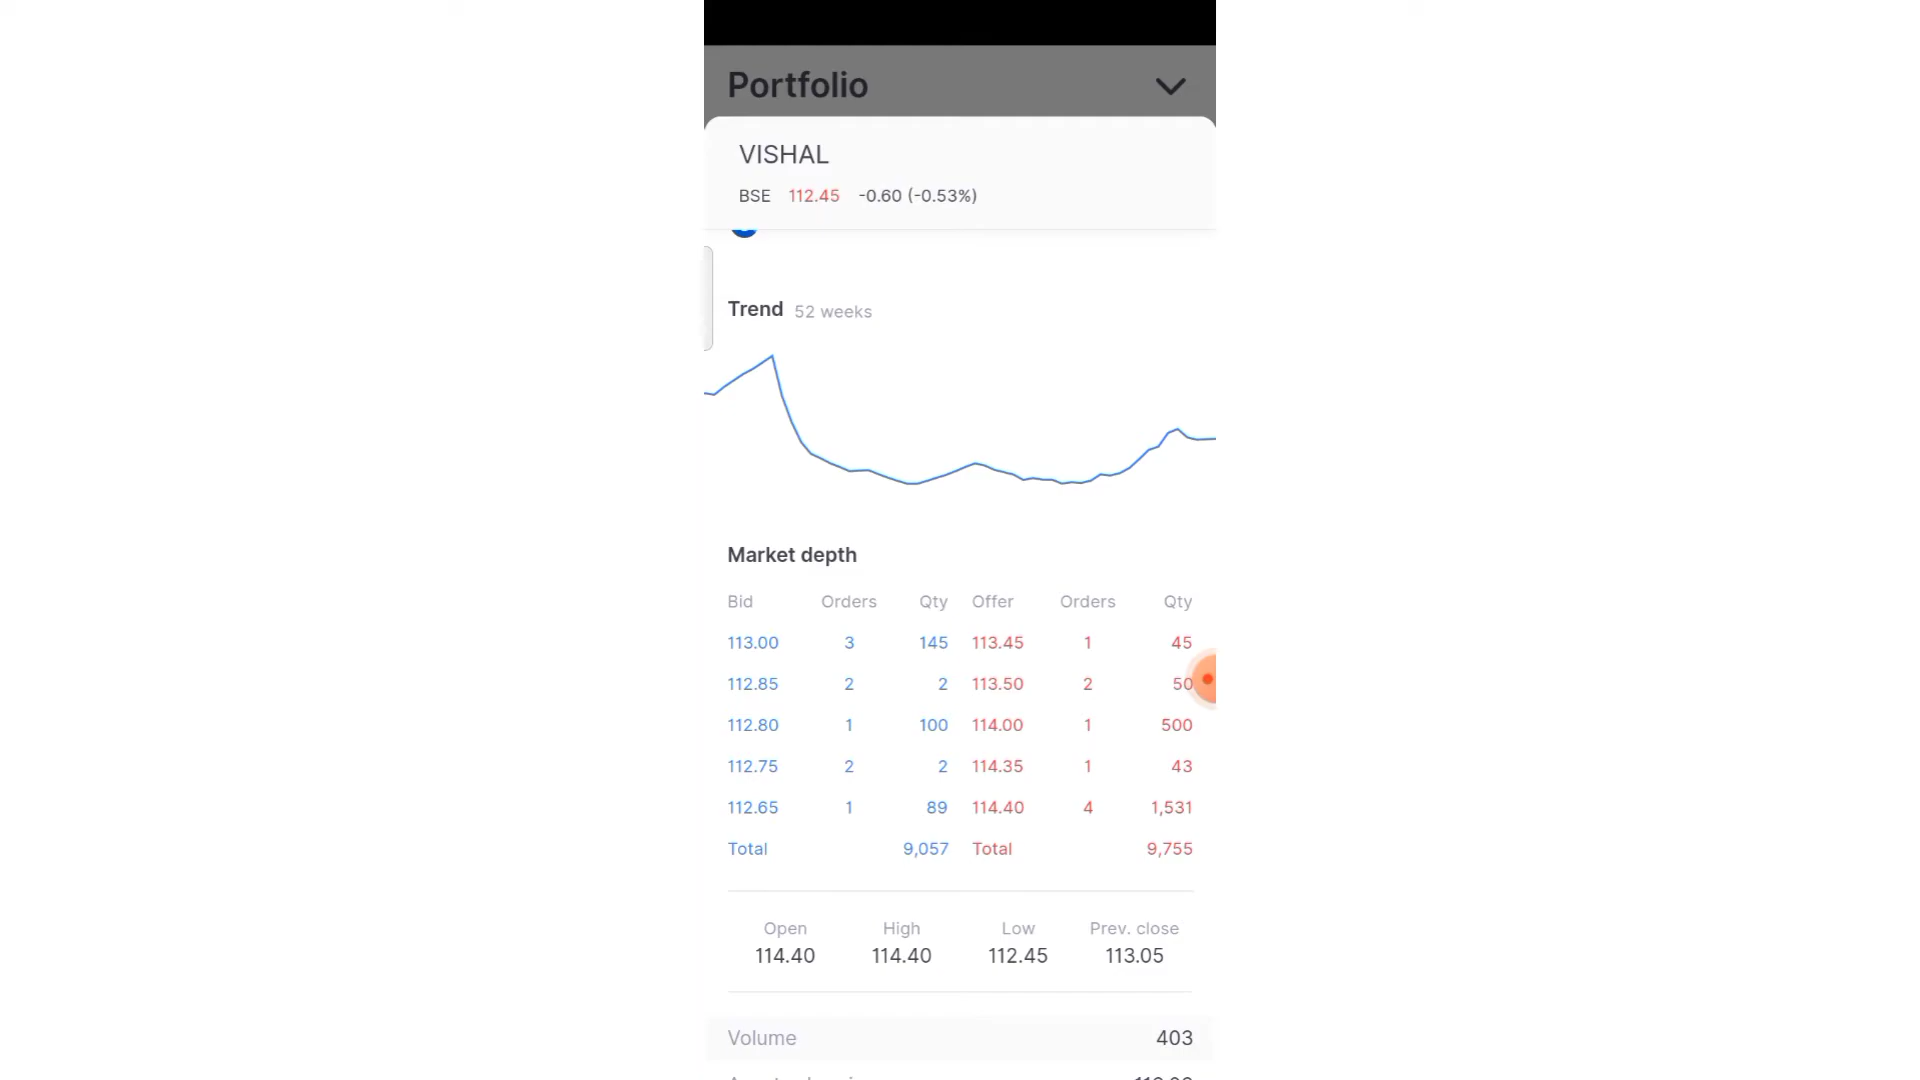 Portfolio
VISHAL
BSE 112.45 -0.60 (-0.53%)
Trend 52 weeks
Market depth
Bid Orders Qty Offer Orders Qty
113.00 3 145 113.45 1 45
112.85 2 2 113.50 2 50
112.80 1 100 114.00 1 500
112.75 2 2 114.35 1 43
112.65 1 89 114.40 4 1,531
Total 9,057 Total 9,755
Open High Low Prev. close
114.40 114.40 112.45 113.05
Volume 403